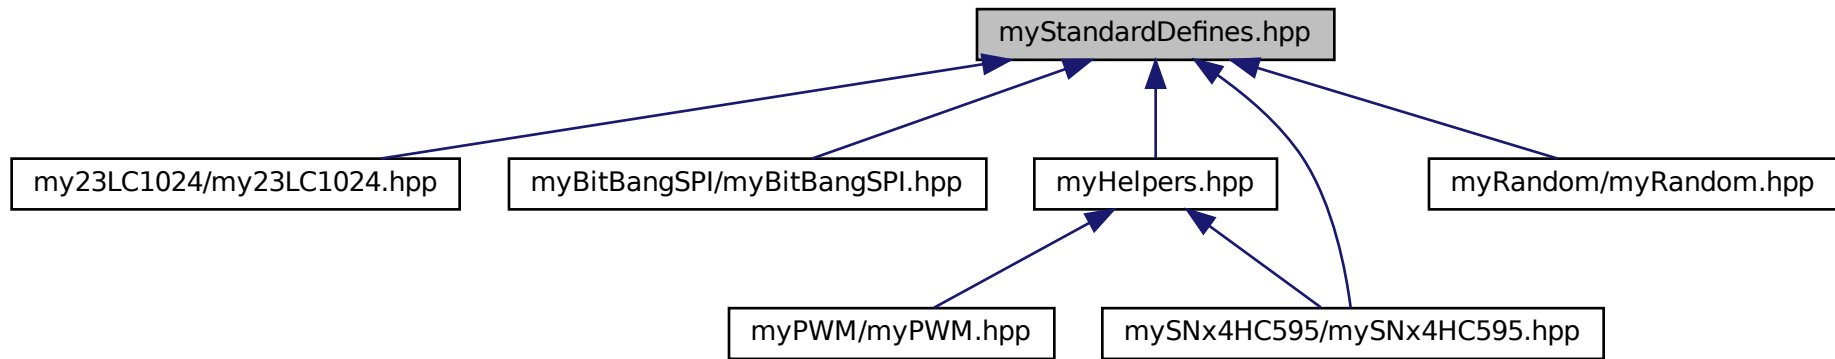 myStandardDefines.hpp
my23LC1024/my23LC1024.hpp
myBitBangSPI/myBitBangSPI.hpp
myHelpers.hpp
myRandom/myRandom.hpp
myPWM/myPWM.hpp
mySNx4HC595/mySNx4HC595.hpp